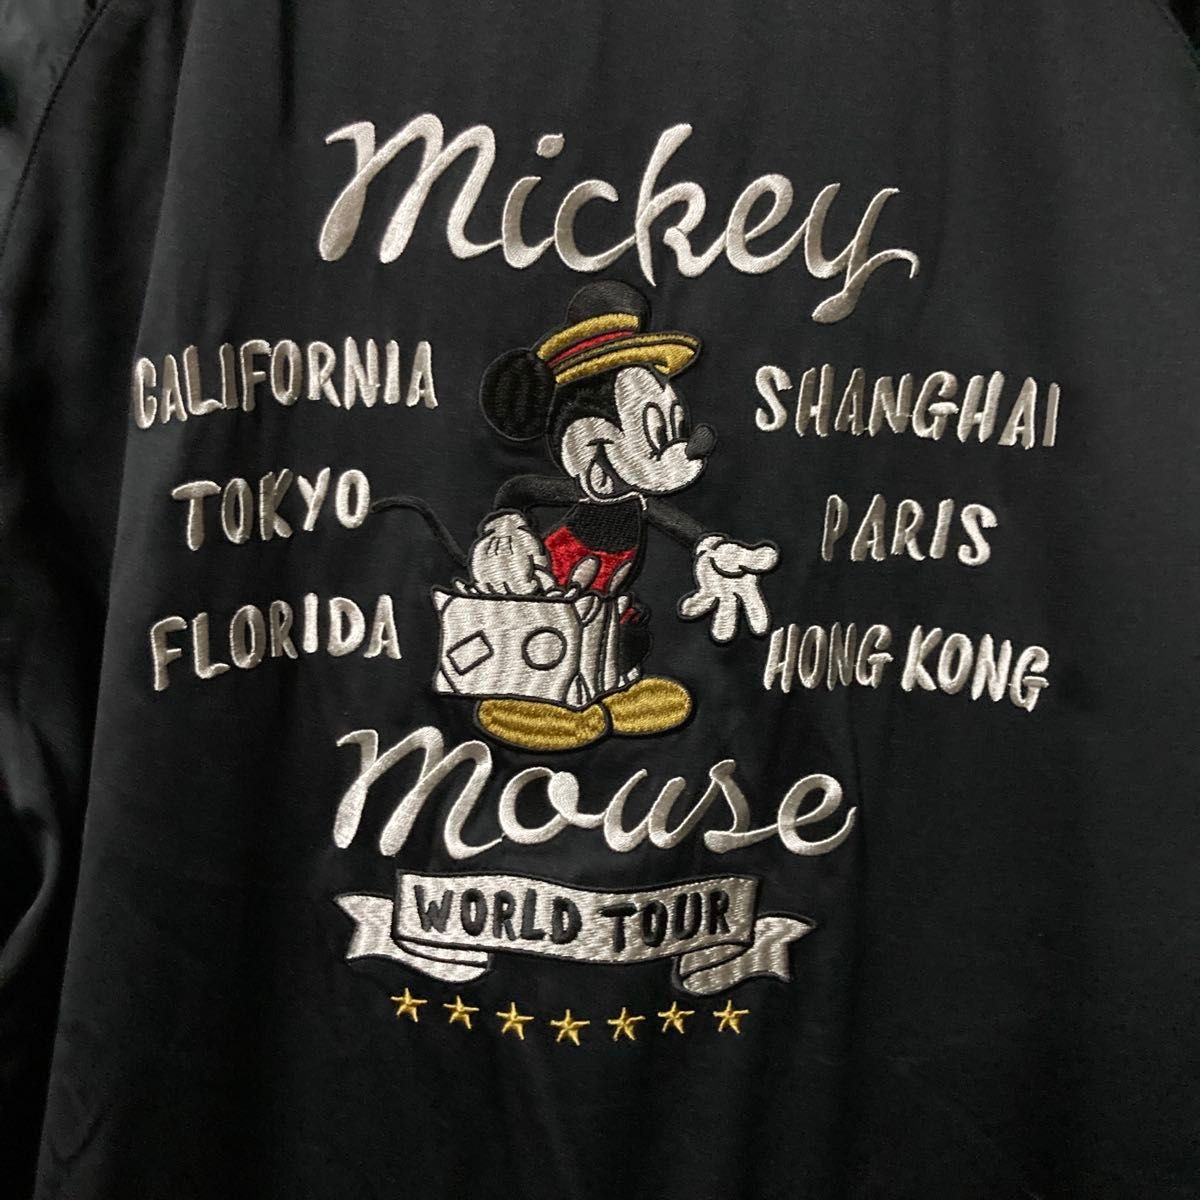 Mickey
CALIFORNIA
TOKYO
FLORIDA
SHANGHAI
PARIS
HONG KONG
Mouse
WORLD TOUR